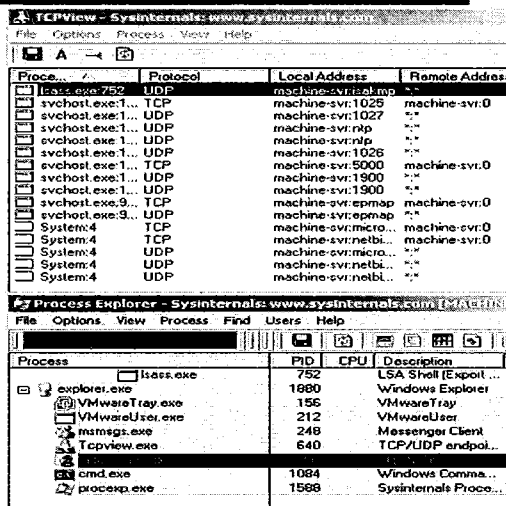 TCPView - Sysinternals: www.sysinternals.com
File Options Process View Help
A
Proce... Protocol Local Address Remote Addres
lsass.exe:752 UDP machine-svr:isakmp *:*
svchost.exe:1... TCP machine-svr:1025 machine-svr:0
svchost.exe:1... UDP machine-svr:1027 *:*
svchost.exe:1... UDP machine-svr:ntp *:*
svchost.exe:1... UDP machine-svr:ntp *:*
svchost.exe:1... UDP machine-svr:1026 *:*
svchost.exe:1... TCP machine-svr:5000 machine-svr:0
svchost.exe:1... UDP machine-svr:1900 *:*
svchost.exe:1... UDP machine-svr:1900 *:*
svchost.exe:9... TCP machine-svr:epmap machine-svr:0
svchost.exe:9... UDP machine-svr:epmap *:*
System:4 TCP machine-svr:micro... machine-svr:0
System:4 TCP machine-svr:netbi... machine-svr:0
System:4 UDP machine-svr:micro... *:*
System:4 UDP machine-svr:netbi... *:*
System:4 UDP machine-svr:netbi... *:*
Process Explorer - Sysinternals: www.sysinternals.com [MACHIN
File Options View Process Find Users Help
Process PID CPU Description
lsass.exe 752 LSA Shell (Export ...
explorer.exe 1880 Windows Explorer
VMwareTray.exe 156 VMwareTray
VMwareUser.exe 212 VMwareUser
msmsgs.exe 248 Messenger Client
Tcpview.exe 640 TCP/UDP endpoi...
cmd.exe 1084 Windows Comma...
procexp.exe 1588 Sysinternals Proce...